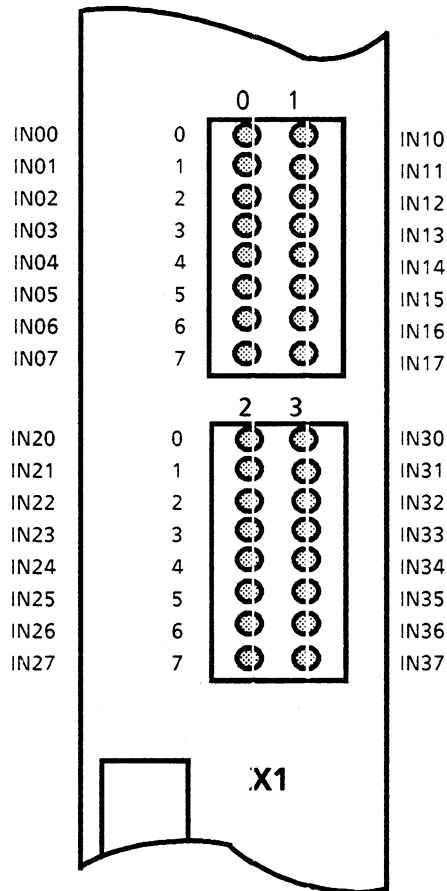 0 1
IN00 0 IN10
IN01 1 IN11
IN02 2 IN12
IN03 3 IN13
IN04 4 IN14
IN05 5 IN15
IN06 6 IN16
IN07 7 IN17
2 3
IN20 0 IN30
IN21 1 IN31
IN22 2 IN32
IN23 3 IN33
IN24 4 IN34
IN25 5 IN35
IN26 6 IN36
IN27 7 IN37
X1